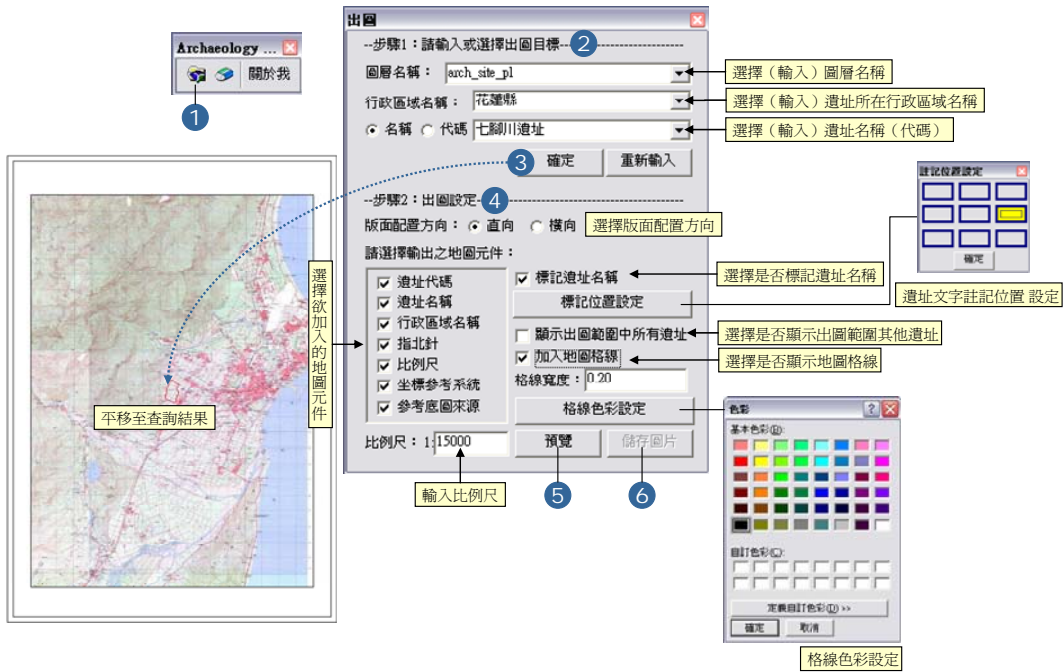 Archaeology ...
關於我
1
出圖
--步驟1：請輸入或選擇出圖目標-
2
圖層名稱： arch_site_pl
選擇（輸入）圖層名稱
行政區域名稱： 花蓮縣
選擇（輸入）遺址所在行政區域名稱
名稱 代碼 七腳川遺址
選擇（輸入）遺址名稱（代碼）
3
確定 重新輸入
--步驟2：出圖設定-
4
版面配置方向： 直向 橫向
選擇版面配置方向
請選擇輸出之地圖元件：
選擇欲加入的地圖元件
遺址代碼
遺址名稱
行政區域名稱
指北針
比例尺
坐標參考系統
參考底圖來源
標記遺址名稱
選擇是否標記遺址名稱
標記位置設定
顯示出圖範圍中所有遺址
選擇是否顯示出圖範圍其他遺址
加入地圖格線
選擇是否顯示地圖格線
格線寬度： 0.20
格線色彩設定
比例尺： 1: 15000
預覽
儲存圖片
輸入比例尺
5
6
平移至查詢結果
註記位置設定
確定
遺址文字註記位置 設定
色彩
基本色彩(B):
自訂色彩(C):
定義自訂色彩(D) >>
確定 取消
格線色彩設定